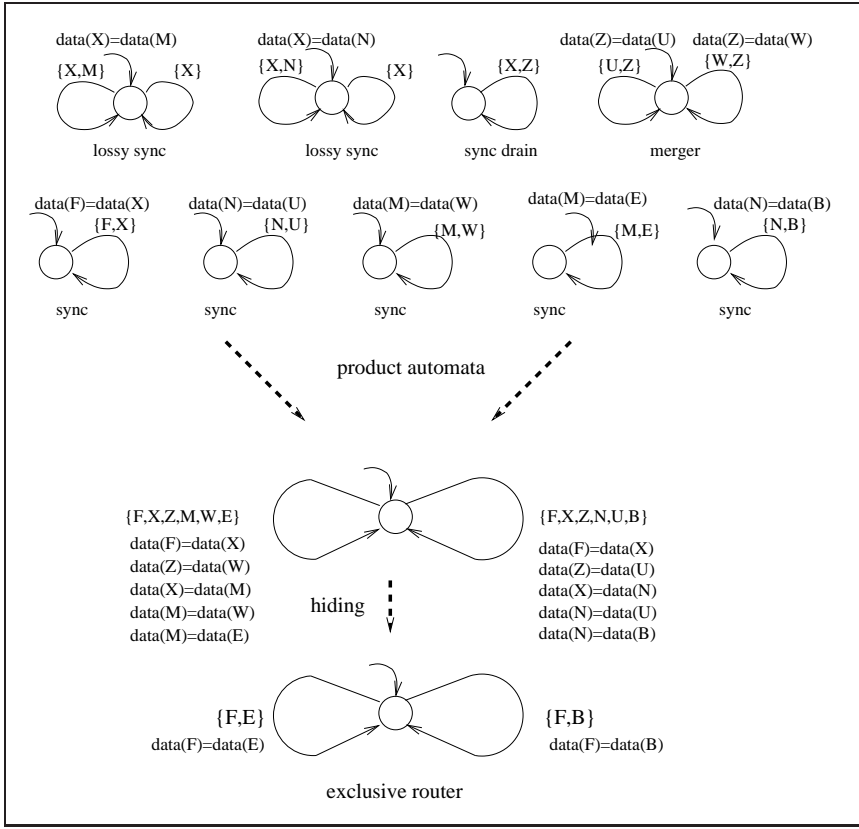 data(X)=data(M)
{X,M}
{X}
lossy sync
data(X)=data(N)
{X,N}
{X}
lossy sync
{X,Z}
sync drain
data(Z)=data(U)
data(Z)=data(W)
{U,Z}
{W,Z}
merger
data(F)=data(X)
{F,X}
sync
data(N)=data(U)
{N,U}
sync
data(M)=data(W)
{M,W}
sync
data(M)=data(E)
{M,E}
sync
data(N)=data(B)
{N,B}
sync
product automata
{F,X,Z,M,W,E}
data(F)=data(X)
data(Z)=data(W)
data(X)=data(M)
data(M)=data(W)
data(M)=data(E)
{F,X,Z,N,U,B}
data(F)=data(X)
data(Z)=data(U)
data(X)=data(N)
data(N)=data(U)
data(N)=data(B)
hiding
{F,E}
data(F)=data(E)
{F,B}
data(F)=data(B)
exclusive router